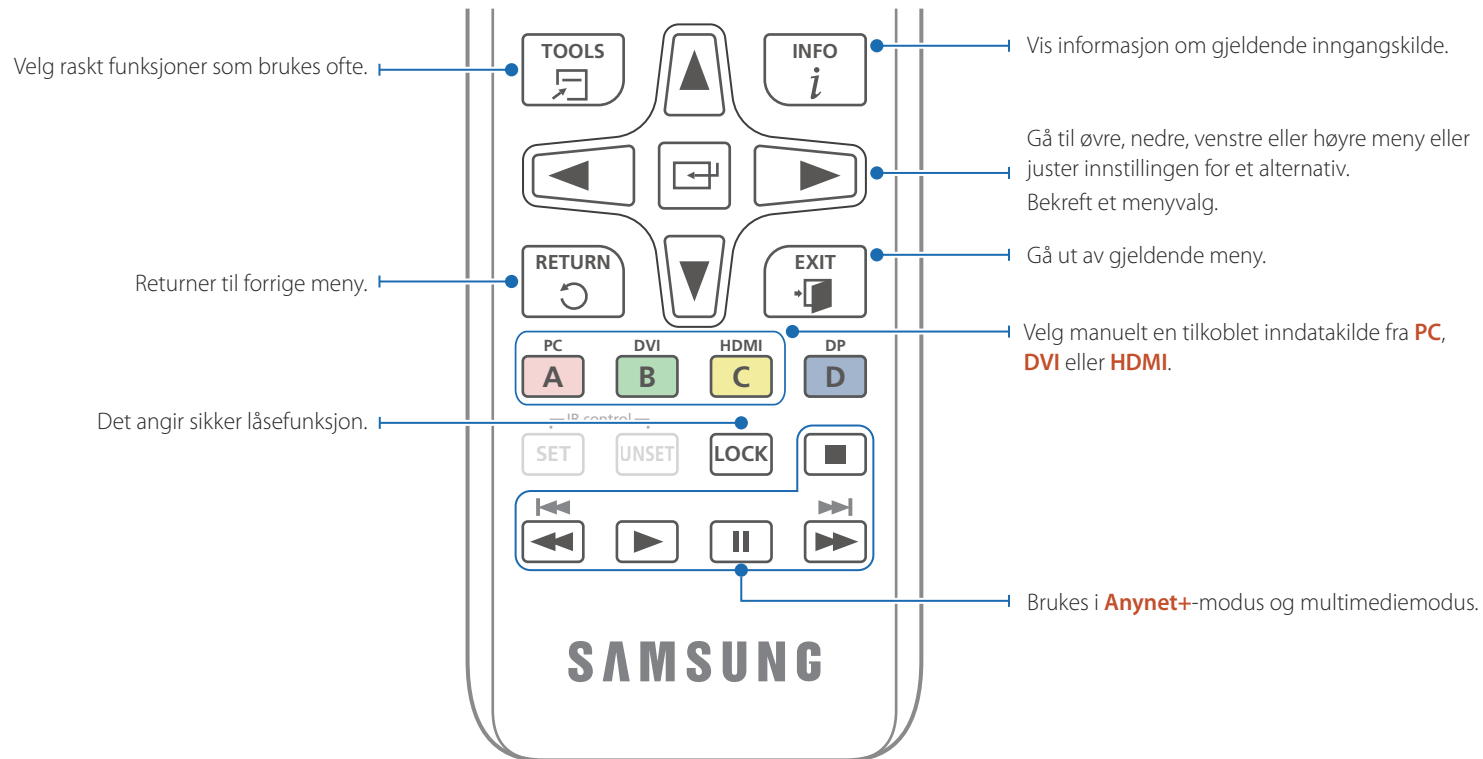 TOOLS
INFO
i
Velg raskt funksjoner som brukes ofte.
Vis informasjon om gjeldende inngangskilde.
Gå til øvre, nedre, venstre eller høyre meny eller
juster innstillingen for et alternativ.
Bekreft et menyvalg.
RETURN
EXIT
Returner til forrige meny.
Gå ut av gjeldende meny.
PC DVI HDMI DP
A B C D
Velg manuelt en tilkoblet inndatakilde fra PC,
DVI eller HDMI.
Det angir sikker låsefunksjon.
IR control
SET UNSET LOCK
Brukes i Anynet+-modus og multimediemodus.
SAMSUNG